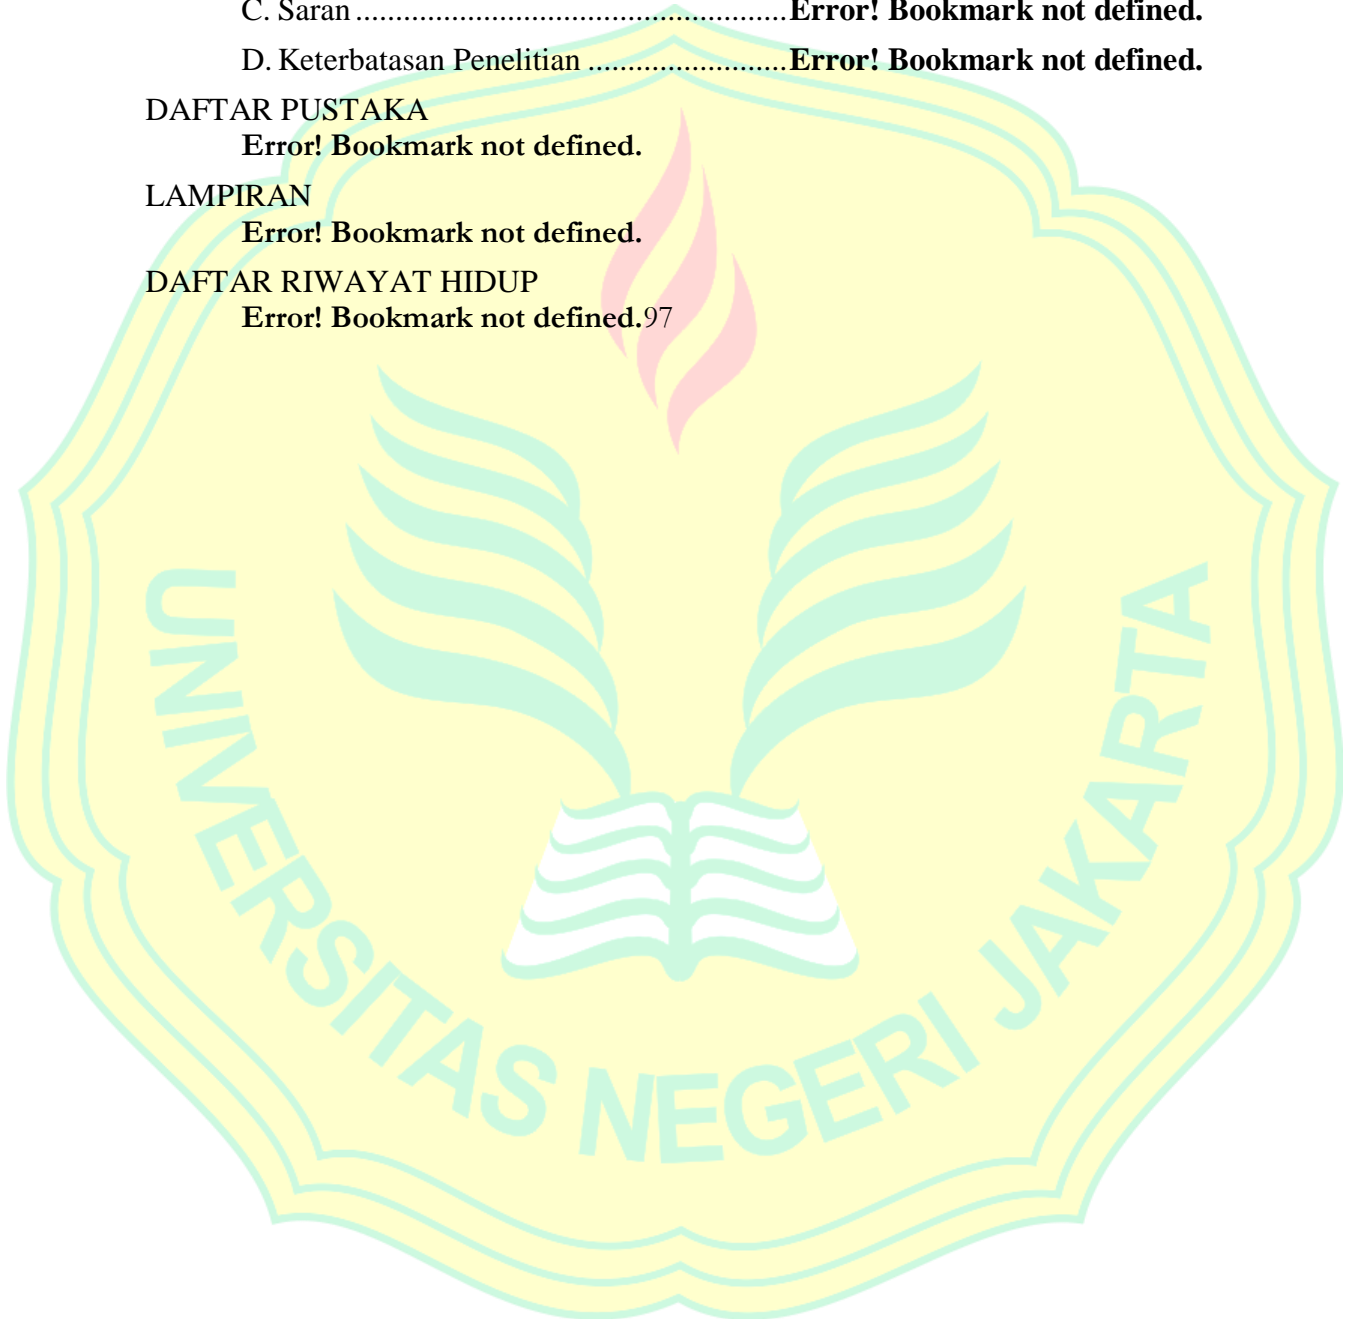 C. Saran ......................................................Error! Bookmark not defined.
D. Keterbatasan Penelitian .........................Error! Bookmark not defined.
DAFTAR PUSTAKA
Error! Bookmark not defined.
LAMPIRAN
Error! Bookmark not defined.
DAFTAR RIWAYAT HIDUP
Error! Bookmark not defined.97
UNIVERSITAS NEGERI JAKARTA